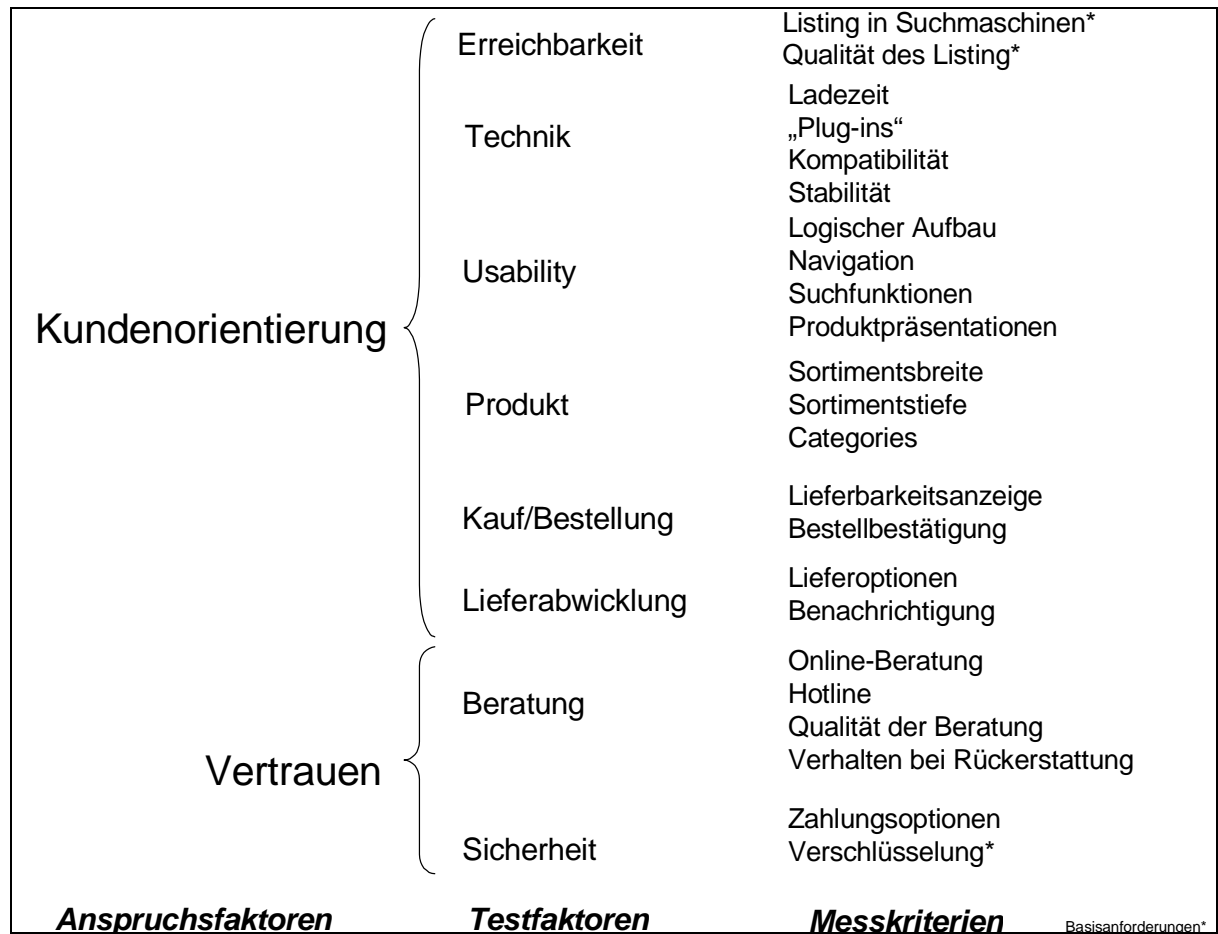 Erreichbarkeit
Listing in Suchmaschinen*
Qualität des Listing*
Technik
Ladezeit
„Plug-ins“
Kompatibilität
Stabilität
Usability
Logischer Aufbau
Navigation
Suchfunktionen
Produktpräsentationen
Kundenorientierung
Produkt
Sortimentsbreite
Sortimentstiefe
Categories
Kauf/Bestellung
Lieferbarkeitsanzeige
Bestellbestätigung
Lieferabwicklung
Lieferoptionen
Benachrichtigung
Beratung
Online-Beratung
Hotline
Qualität der Beratung
Verhalten bei Rückerstattung
Vertrauen
Sicherheit
Zahlungsoptionen
Verschlüsselung*
Anspruchsfaktoren Testfaktoren Messkriterien Basisanforderungen*